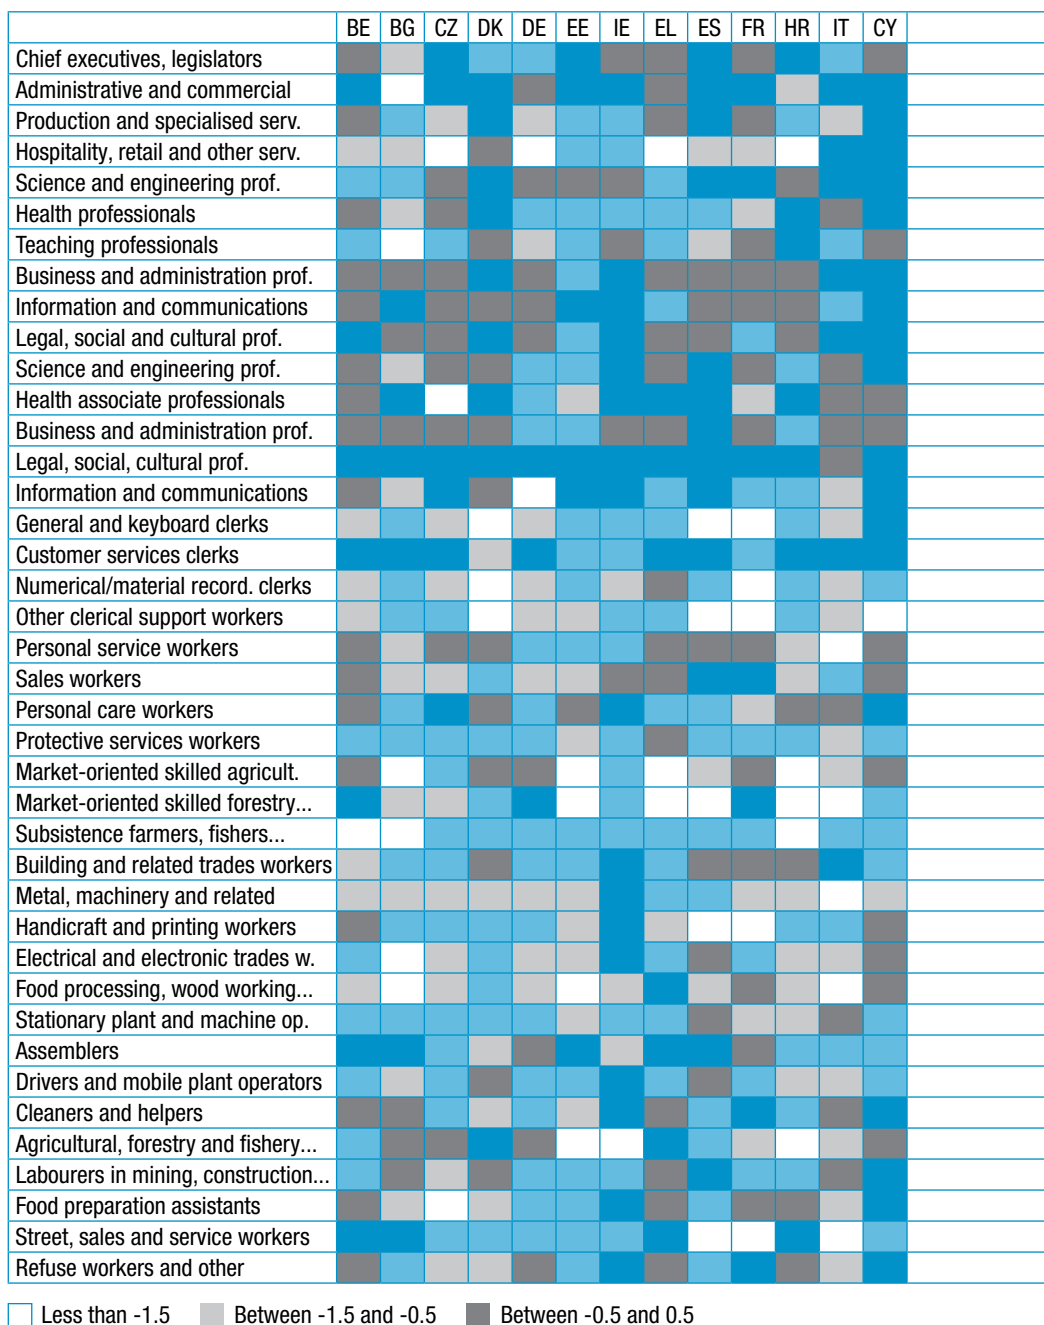 BE BG CZ DK DE EE IE EL ES FR HR IT CY
Chief executives, legislators
Administrative and commercial
Production and specialised serv.
Hospitality, retail and other serv.
Science and engineering prof.
Health professionals
Teaching professionals
Business and administration prof.
Information and communications
Legal, social and cultural prof.
Science and engineering prof.
Health associate professionals
Business and administration prof.
Legal, social, cultural prof.
Information and communications
General and keyboard clerks
Customer services clerks
Numerical/material record. clerks
Other clerical support workers
Personal service workers
Sales workers
Personal care workers
Protective services workers
Market-oriented skilled agricult.
Market-oriented skilled forestry...
Subsistence farmers, fishers...
Building and related trades workers
Metal, machinery and related
Handicraft and printing workers
Electrical and electronic trades w.
Food processing, wood working...
Stationary plant and machine op.
Assemblers
Drivers and mobile plant operators
Cleaners and helpers
Agricultural, forestry and fishery...
Labourers in mining, construction...
Food preparation assistants
Street, sales and service workers
Refuse workers and other
Less than -1.5 Between -1.5 and -0.5 Between -0.5 and 0.5